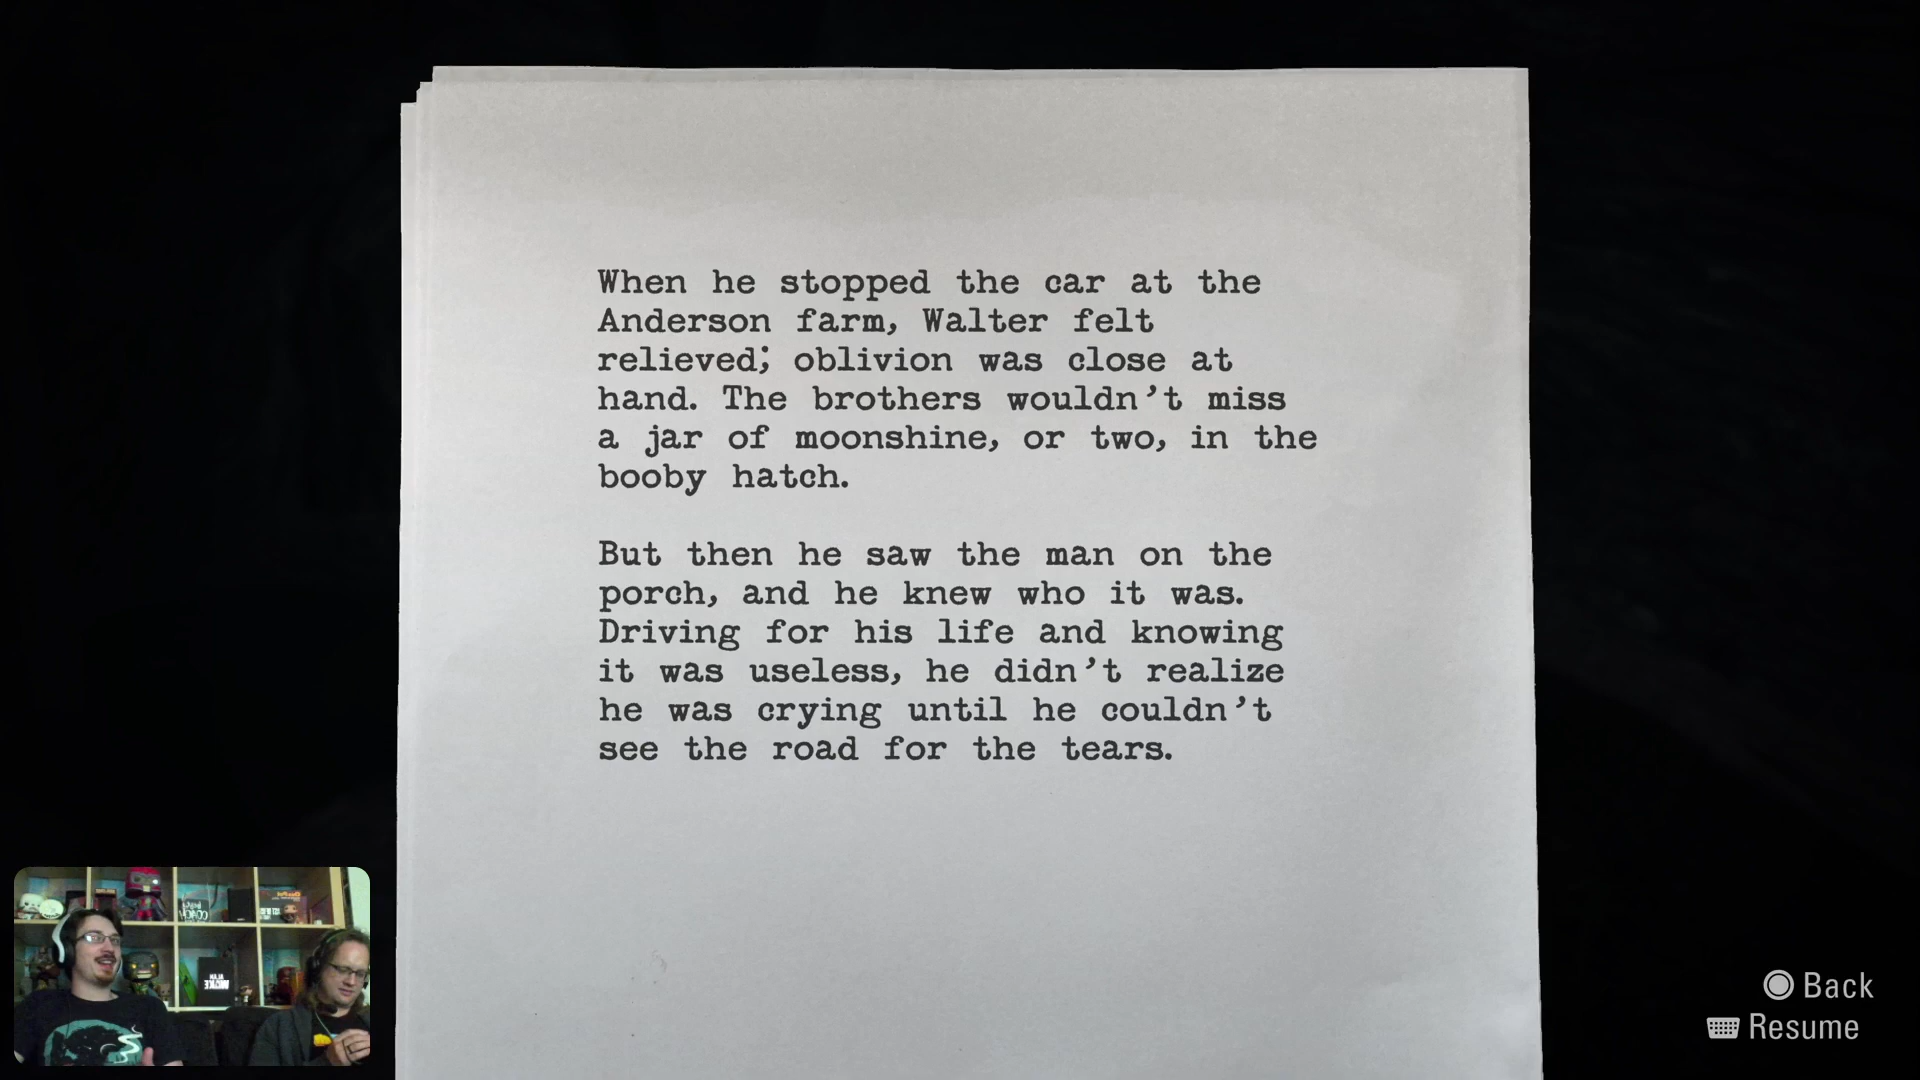 When he stopped the car at the
Anderson farm, Walter felt
relieved; oblivion was close at
hand. The brothers wouldn't miss
a jar of moonshine, or two, in the
booby hatch.
But then he saw the man on the
porch, and he knew who it was.
Driving for his life and knowing
it was useless, he didn't realize
he was crying until he couldn't
see the road for the tears.
Back
Resume